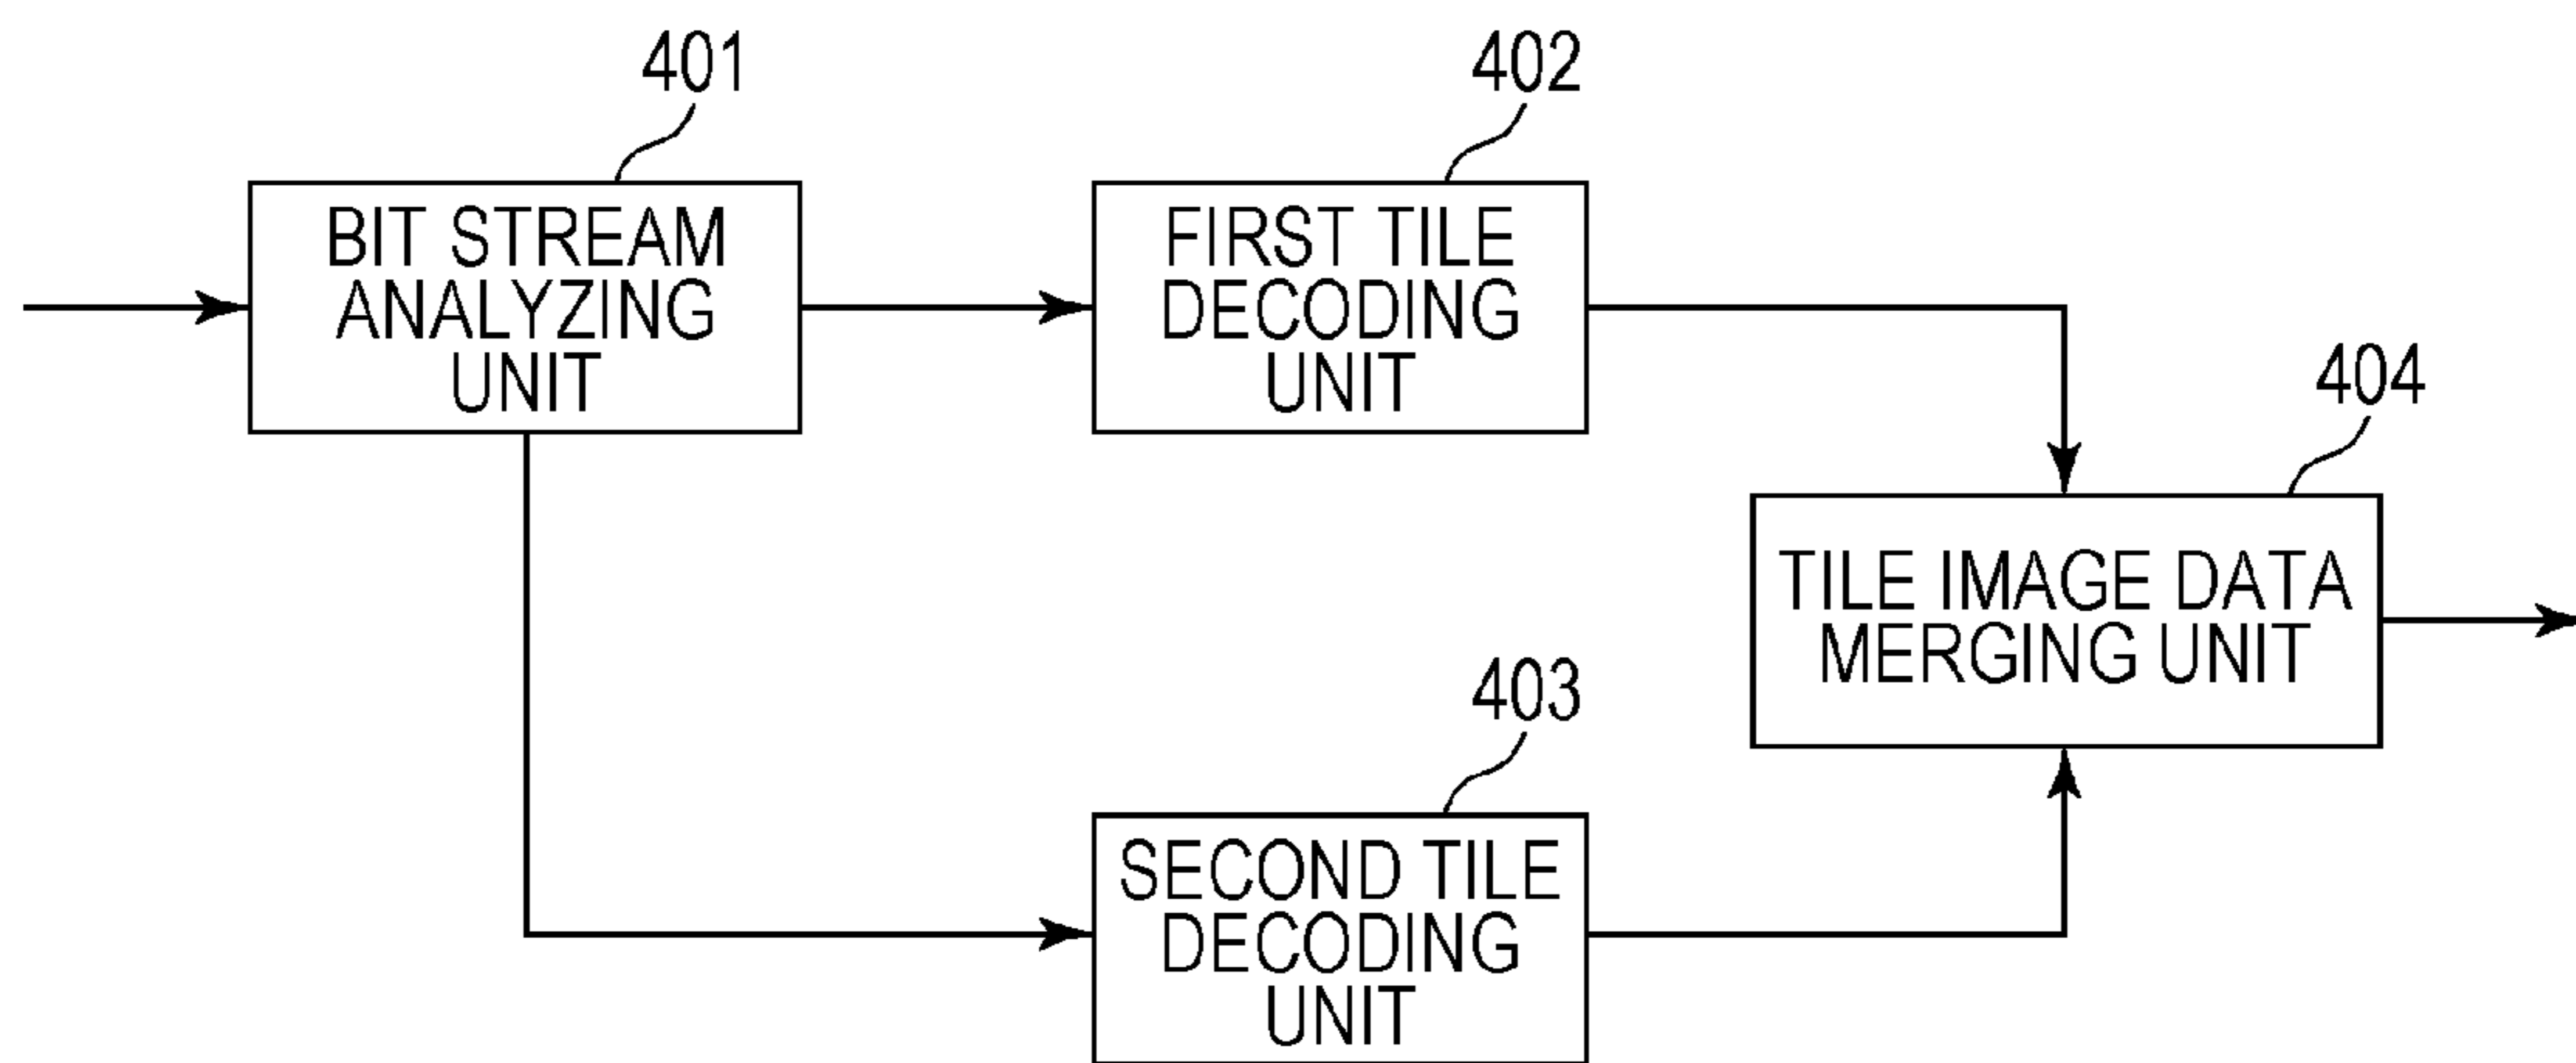 401
BIT STREAM
ANALYZING
UNIT
402
FIRST TILE
DECODING
UNIT
404
TILE IMAGE DATA
MERGING UNIT
403
SECOND TILE
DECODING
UNIT